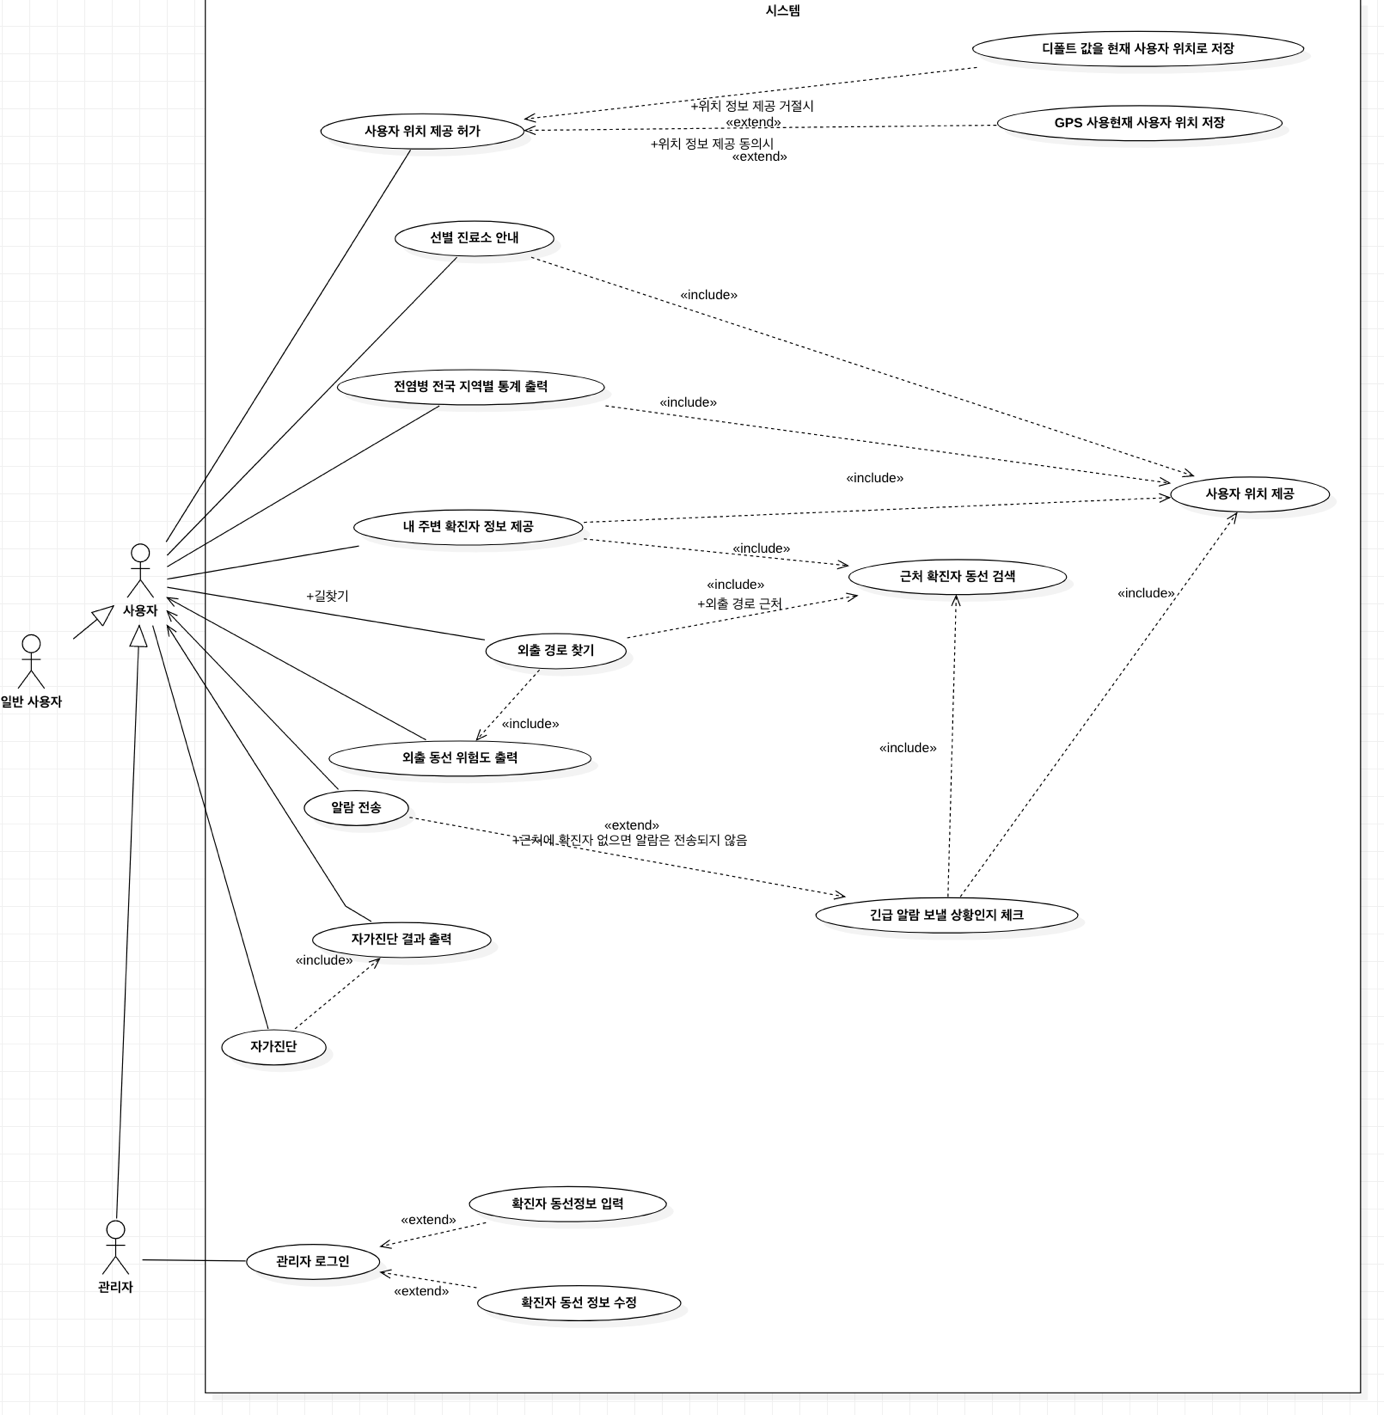 시스템
디폴트 값을 현재 사용자 위치로 저장
+위치 정보 제공 거절시
«extend»
사용자 위치 제공 허가
GPS 사용현재 사용자 위치 저장
+위치 정보 제공 동의시
«extend»
선별 진료소 안내
«include»
전염병 전국 지역별 통계 출력
«include»
«include»
사용자 위치 제공
내 주변 확진자 정보 제공
«include»
근처 확진자 동선 검색
«include»
+외출 경로 근처
«include»
+길찾기
사용자
외출 경로 찾기
일반 사용자
«include»
«include»
외출 동선 위험도 출력
알람 전송
«extend»
+근처에 확진자 없으면 알람은 전송되지 않음
긴급 알람 보낼 상황인지 체크
자가진단 결과 출력
«include»
자가진단
확진자 동선정보 입력
«extend»
관리자 로그인
관리자
«extend»
확진자 동선 정보 수정